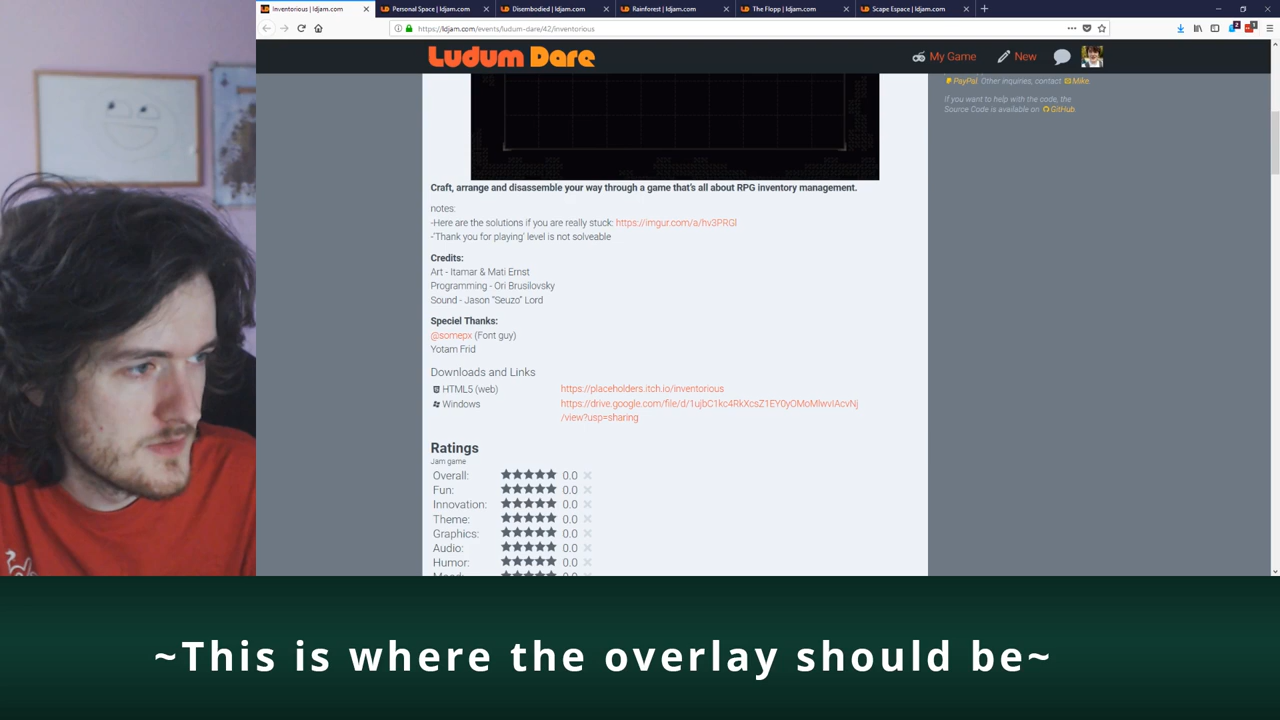 Inventorious | ldjam.com
Personal Space | ldjam.com
Disembodied | ldjam.com
Rainforest | ldjam.com
The Flopp | ldjam.com
Scape Espace | ldjam.com
https://ldjam.com/events/ludum-dare/42/inventorious
Ludum Dare
My Game
New
PayPal. Other inquiries, contact Mike.
If you want to help with the code, the
Source Code is available on GitHub.
Craft, arrange and disassemble your way through a game that's all about RPG inventory management.
notes:
-Here are the solutions if you are really stuck: https://imgur.com/a/hv3PRGl
-'Thank you for playing' level is not solveable
Credits:
Art - Itamar & Mati Ernst
Programming - Ori Brusilovsky
Sound - Jason "Seuzo" Lord
Speciel Thanks:
@somepx (Font guy)
Yotam Frid
Downloads and Links
HTML5 (web) https://placeholders.itch.io/inventorious
Windows https://drive.google.com/file/d/1ujbC1kc4RkXcsZ1EY0yOMoMlwvIAcvNj
/view?usp=sharing
Ratings
Jam game
Overall: 0.0
Fun: 0.0
Innovation: 0.0
Theme: 0.0
Graphics: 0.0
Audio: 0.0
Humor: 0.0
~This is where the overlay should be~